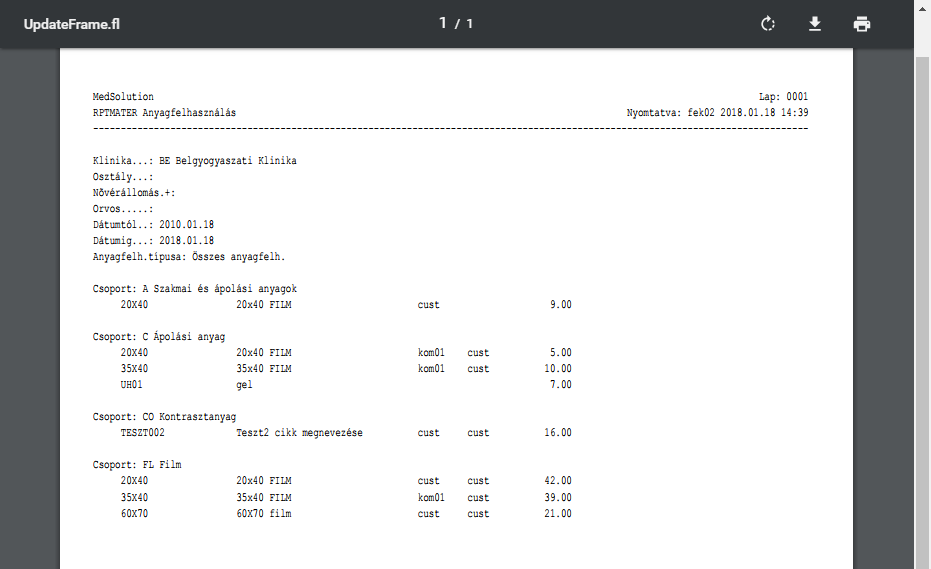 UpdateFrame.fl 1 / 1
MedSolution Lap: 0001
RPTMATER Anyagfelhasználás Nyomtatva: fek02 2018.01.18 14:39
Klinika...: BE Belgyogyaszati Klinika
Osztály...:
Nõvérállomás.+:
Orvos.....:
Dátumtól..: 2010.01.18
Dátumig...: 2018.01.18
Anyagfelh.típusa: Összes anyagfelh.
Csoport: A Szakmai és ápolási anyagok
20X40 20x40 FILM cust 9.00
Csoport: C Ápolási anyag
20X40 20x40 FILM kom01 cust 5.00
35X40 35x40 FILM kom01 cust 10.00
UH01 gel 7.00
Csoport: CO Kontrasztanyag
TESZT002 Teszt2 cikk megnevezése cust cust 16.00
Csoport: FL Film
20X40 20x40 FILM cust cust 42.00
35X40 35x40 FILM kom01 cust 39.00
60X70 60X70 film cust cust 21.00